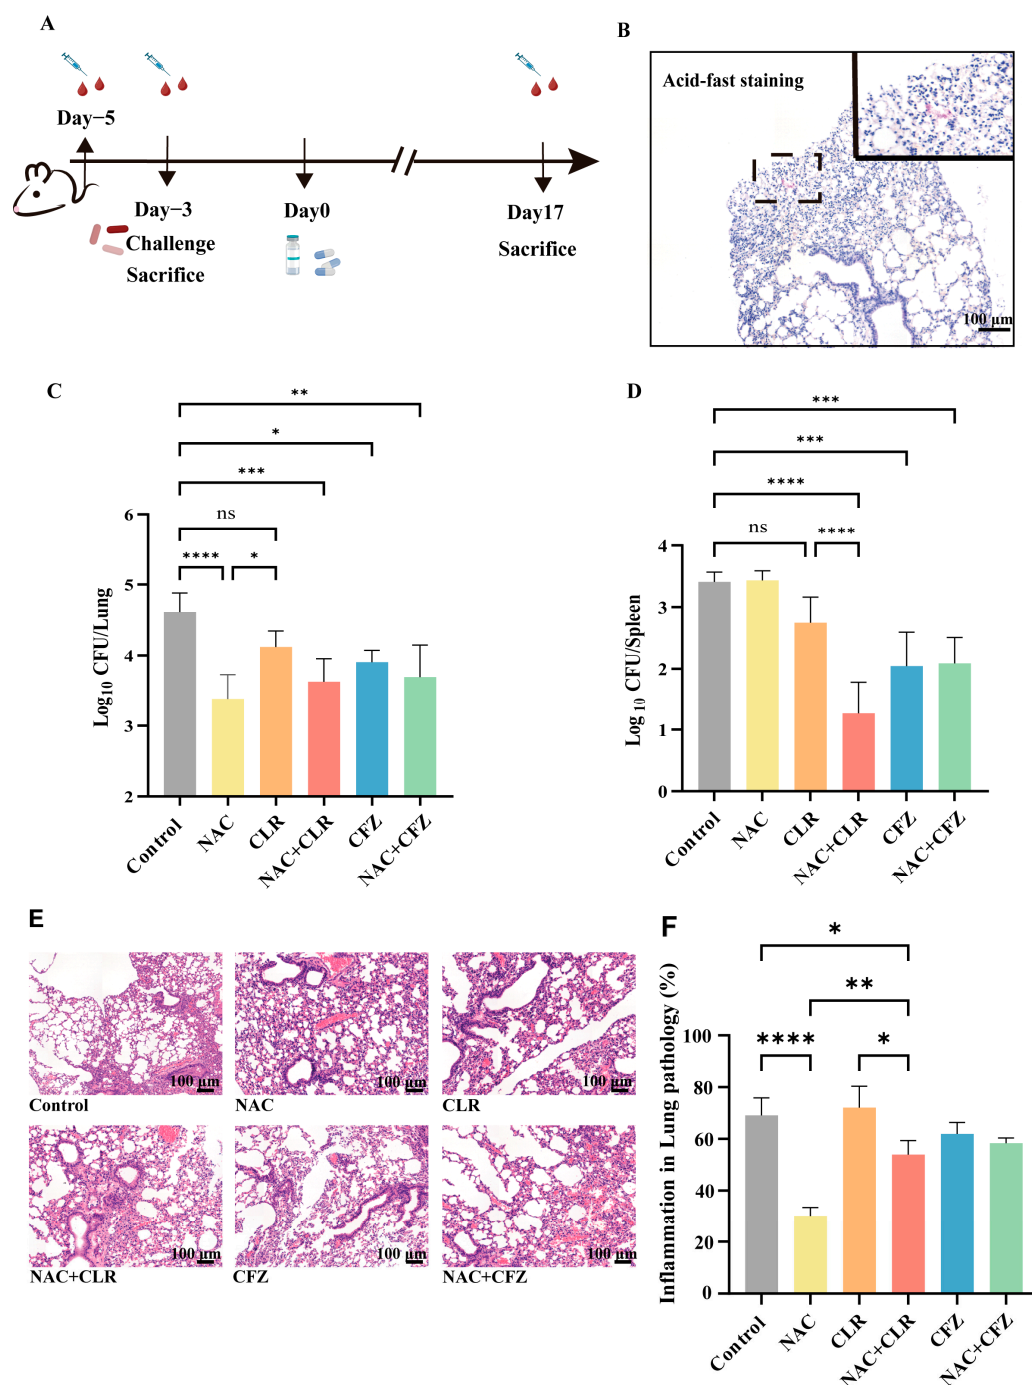 A
Day−5
Day−3
Challenge
Sacrifice
Day0
Day17
Sacrifice
B
Acid-fast staining
100 μm
C
**
*
***
ns
****
*
Log10 CFU/Lung
6
5
4
3
2
Control
NAC
CLR
NAC+CLR
CFZ
NAC+CFZ
D
***
***
****
ns
****
Log 10 CFU/Spleen
4
3
2
1
0
Control
NAC
CLR
NAC+CLR
CFZ
NAC+CFZ
E
100 μm
100 μm
100 μm
Control
NAC
CLR
100 μm
100 μm
100 μm
NAC+CLR
CFZ
NAC+CFZ
F
*
**
****
*
Inflammation in Lung pathology (%)
100
80
60
40
20
0
Control
NAC
CLR
NAC+CLR
CFZ
NAC+CFZ